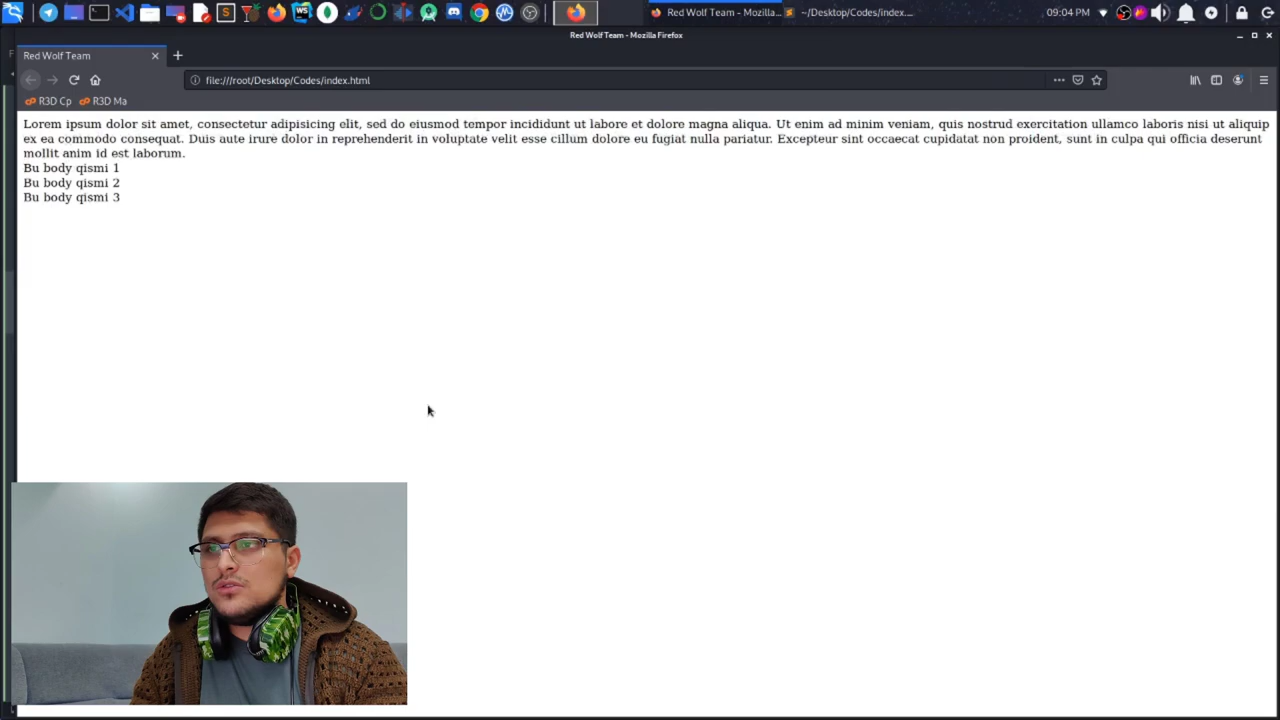 Red Wolf Team - Mozilla...
~/Desktop/Codes/index....
09:04 PM
Red Wolf Team - Mozilla Firefox
Red Wolf Team
file:///root/Desktop/Codes/index.html
R3D Cp
R3D Ma
Lorem ipsum dolor sit amet, consectetur adipisicing elit, sed do eiusmod tempor incididunt ut labore et dolore magna aliqua. Ut enim ad minim veniam, quis nostrud exercitation ullamco laboris nisi ut aliquip
ex ea commodo consequat. Duis aute irure dolor in reprehenderit in voluptate velit esse cillum dolore eu fugiat nulla pariatur. Excepteur sint occaecat cupidatat non proident, sunt in culpa qui officia deserunt
mollit anim id est laborum.
Bu body qismi 1
Bu body qismi 2
Bu body qismi 3